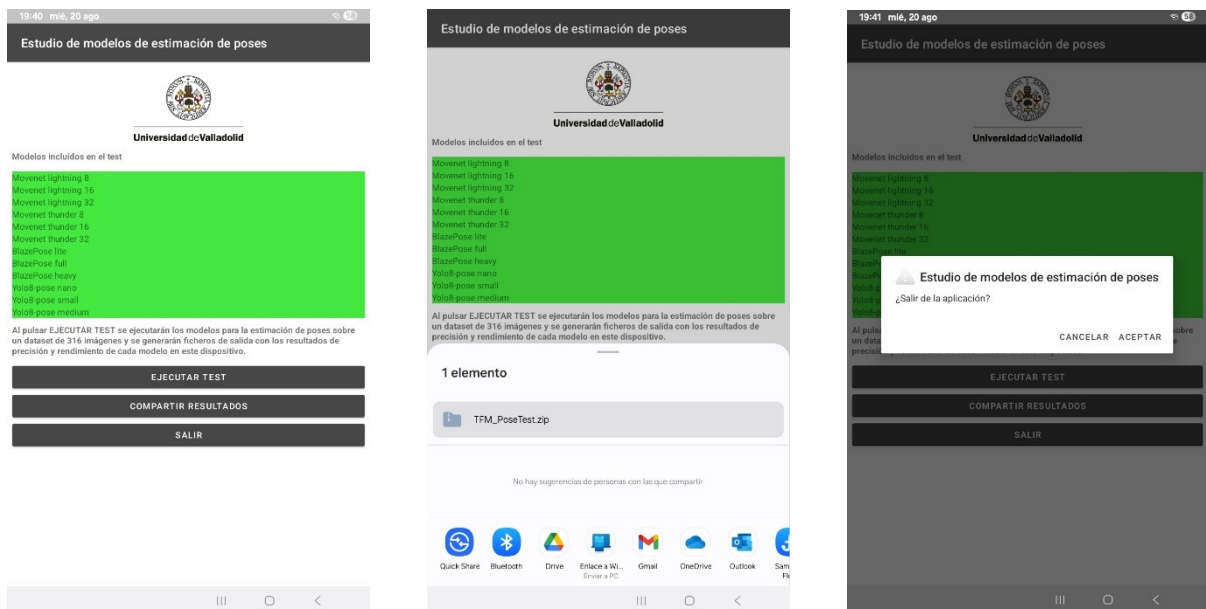 19:40 mié, 20 ago
58
Estudio de modelos de estimación de poses
Universidad de Valladolid
Modelos incluidos en el test
Movenet lightning 8
Movenet lightning 16
Movenet lightning 32
Movenet thunder 8
Movenet thunder 16
Movenet thunder 32
BlazePose lite
BlazePose full
BlazePose heavy
Yolo8-pose nano
Yolo8-pose small
Yolo8-pose medium
Al pulsar EJECUTAR TEST se ejecutarán los modelos para la estimación de poses sobre
un dataset de 316 imágenes y se generarán ficheros de salida con los resultados de
precisión y rendimiento de cada modelo en este dispositivo.
EJECUTAR TEST
COMPARTIR RESULTADOS
SALIR
Estudio de modelos de estimación de poses
Universidad de Valladolid
Modelos incluidos en el test
Movenet lightning 8
Movenet lightning 16
Movenet lightning 32
Movenet thunder 8
Movenet thunder 16
Movenet thunder 32
BlazePose lite
BlazePose full
BlazePose heavy
Yolo8-pose nano
Yolo8-pose small
Yolo8-pose medium
Al pulsar EJECUTAR TEST se ejecutarán los modelos para la estimación de poses sobre
un dataset de 316 imágenes y se generarán ficheros de salida con los resultados de
precisión y rendimiento de cada modelo en este dispositivo.
1 elemento
TFM_PoseTest.zip
No hay sugerencias de personas con las que compartir
Quick Share Bluetooth Drive Enlace a Wi... Gmail OneDrive Outlook Sam
Enviar a PC Fl
19:41 mié, 20 ago
58
Estudio de modelos de estimación de poses
Universidad de Valladolid
Modelos incluidos en el test
Movenet lightning 8
Movenet lightning 16
Movenet lightning 32
Movenet thunder 8
Movenet thunder 16
Movenet thunder 32
BlazePose lite
Estudio de modelos de estimación de poses
¿Salir de la aplicación?
CANCELAR ACEPTAR
Al puls obre
un data
precisió
EJECUTAR TEST
COMPARTIR RESULTADOS
SALIR